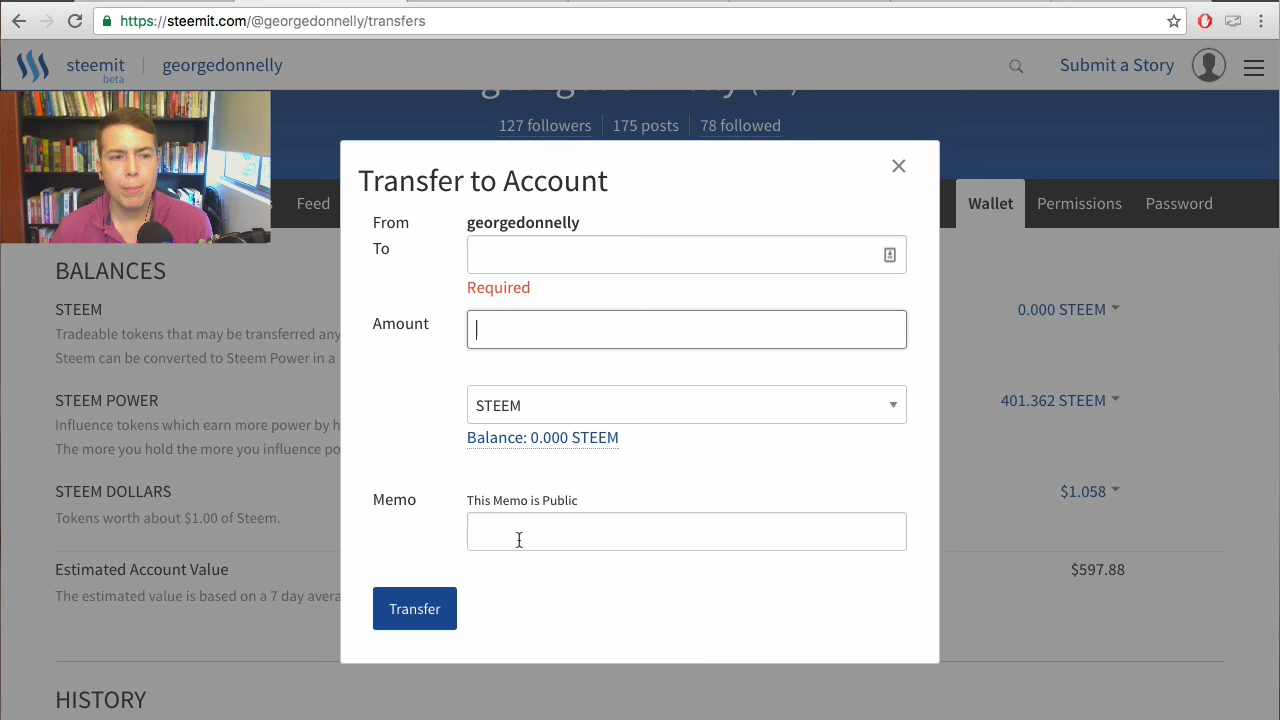 https://steemit.com/@georgedonnelly/transfers
steemit
beta
georgedonnelly
Submit a Story
127 followers
175 posts
78 followed
Feed
Wallet
Permissions
Password
Transfer to Account
From
georgedonnelly
To
Required
Amount
STEEM
Balance: 0.000 STEEM
Memo
This Memo is Public
Transfer
BALANCES
STEEM
0.000 STEEM
Tradeable tokens that may be transferred any
Steem can be converted to Steem Power in a
STEEM POWER
401.362 STEEM
Influence tokens which earn more power by h
The more you hold the more you influence po
STEEM DOLLARS
$1.058
Tokens worth about $1.00 of Steem.
Estimated Account Value
$597.88
The estimated value is based on a 7 day avera
HISTORY